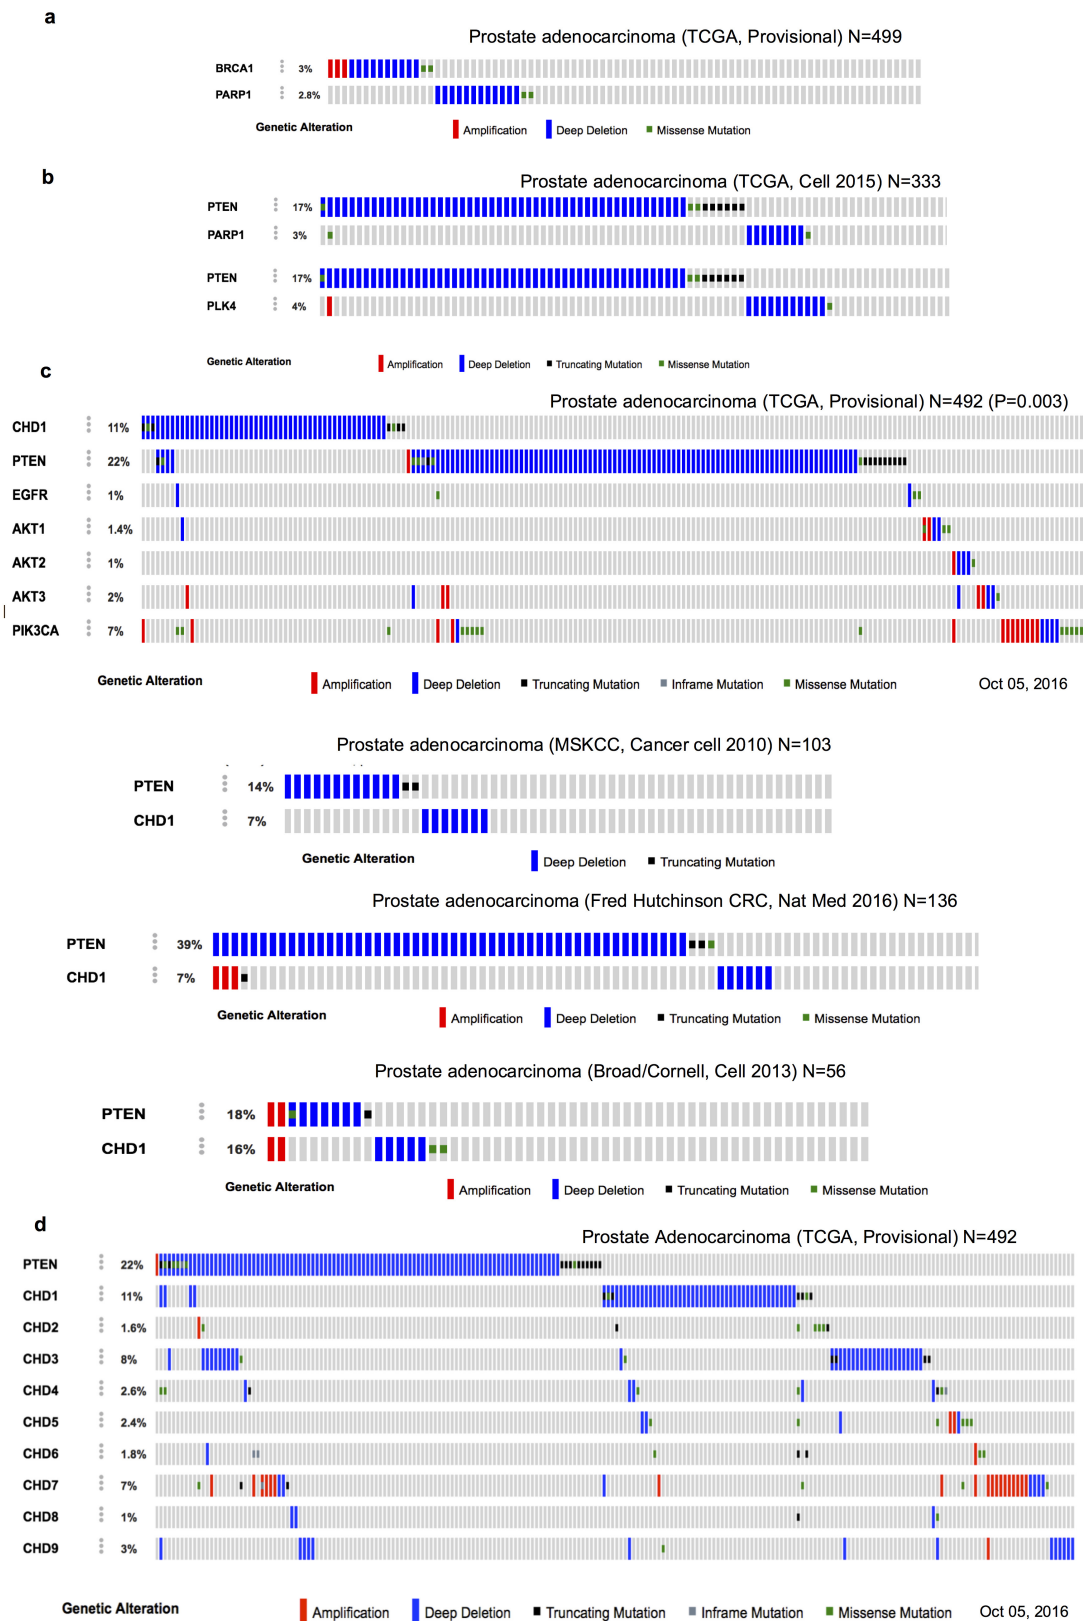 a
Prostate adenocarcinoma (TCGA, Provisional) N=499
BRCA1 3%
PARP1 2.8%
Genetic Alteration Amplification Deep Deletion Missense Mutation
b
Prostate adenocarcinoma (TCGA, Cell 2015) N=333
PTEN 17%
PARP1 3%
PTEN 17%
PLK4 4%
Genetic Alteration Amplification Deep Deletion Truncating Mutation Missense Mutation
c
Prostate adenocarcinoma (TCGA, Provisional) N=492 (P=0.003)
CHD1 11%
PTEN 22%
EGFR 1%
AKT1 1.4%
AKT2 1%
AKT3 2%
PIK3CA 7%
Genetic Alteration Amplification Deep Deletion Truncating Mutation Inframe Mutation Missense Mutation Oct 05, 2016
Prostate adenocarcinoma (MSKCC, Cancer cell 2010) N=103
PTEN 14%
CHD1 7%
Genetic Alteration Deep Deletion Truncating Mutation
Prostate adenocarcinoma (Fred Hutchinson CRC, Nat Med 2016) N=136
PTEN 39%
CHD1 7%
Genetic Alteration Amplification Deep Deletion Truncating Mutation Missense Mutation
Prostate adenocarcinoma (Broad/Cornell, Cell 2013) N=56
PTEN 18%
CHD1 16%
Genetic Alteration Amplification Deep Deletion Truncating Mutation Missense Mutation
d
Prostate Adenocarcinoma (TCGA, Provisional) N=492
PTEN 22%
CHD1 11%
CHD2 1.6%
CHD3 8%
CHD4 2.6%
CHD5 2.4%
CHD6 1.8%
CHD7 7%
CHD8 1%
CHD9 3%
Genetic Alteration Amplification Deep Deletion Truncating Mutation Inframe Mutation Missense Mutation Oct 05, 2016